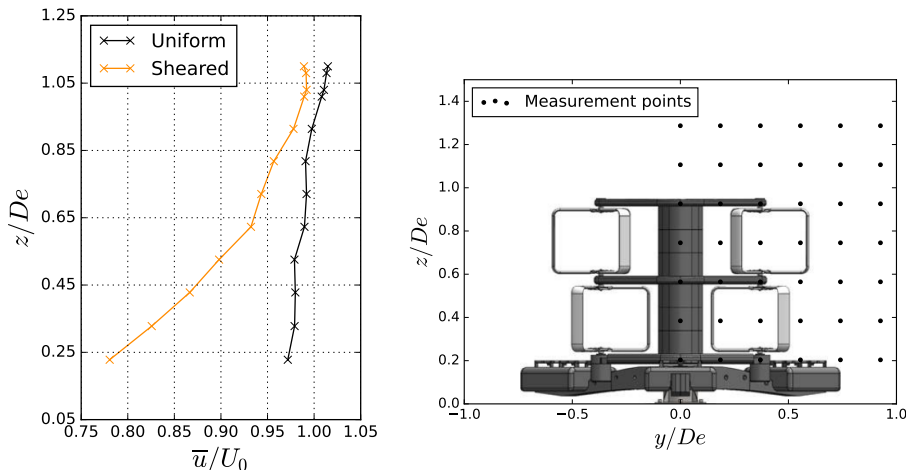 1.25
1.05
0.85
0.65
0.45
0.25
0.05
z/De
Uniform
Sheared
0.75 0.80 0.85 0.90 0.95 1.00 1.05
u̅/U₀
1.4
1.2
1.0
0.8
0.6
0.4
0.2
0.0
z/De
Measurement points
−1.0 −0.5 0.0 0.5 1.0
y/De